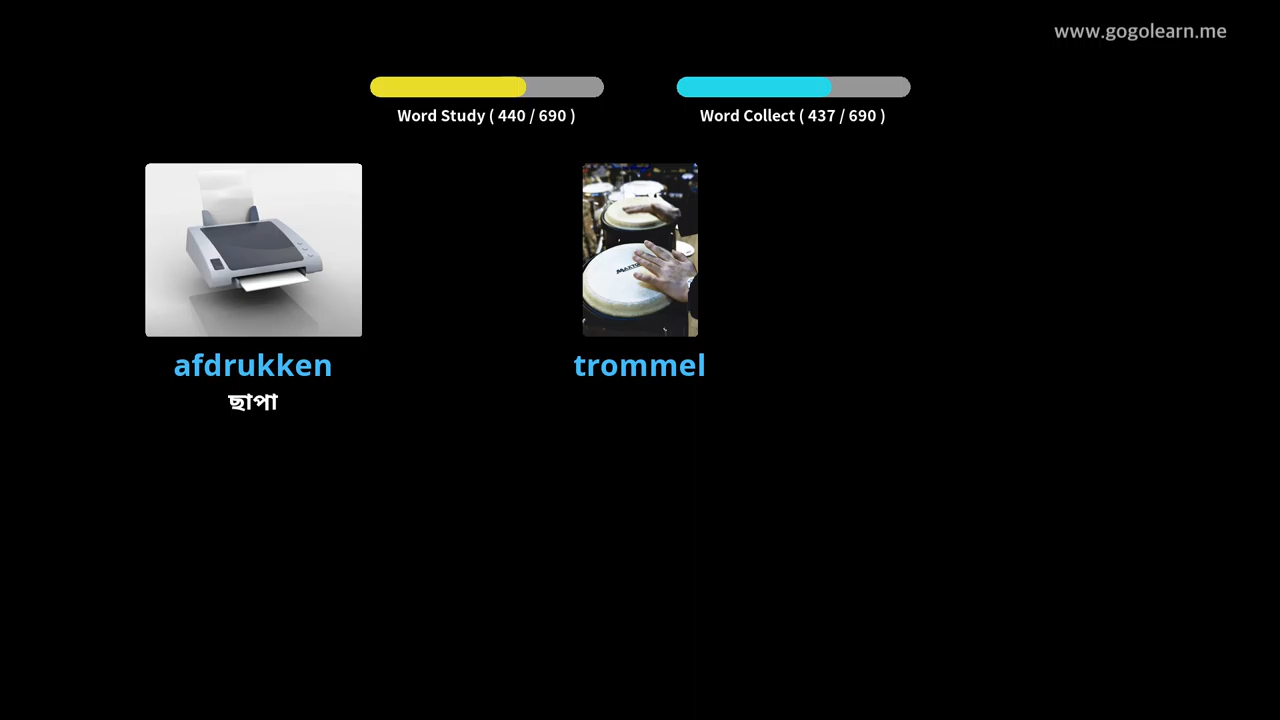 www.gogolearn.me
Word Study ( 440 / 690 )
Word Collect ( 437 / 690 )
afdrukken
ছাপা
trommel